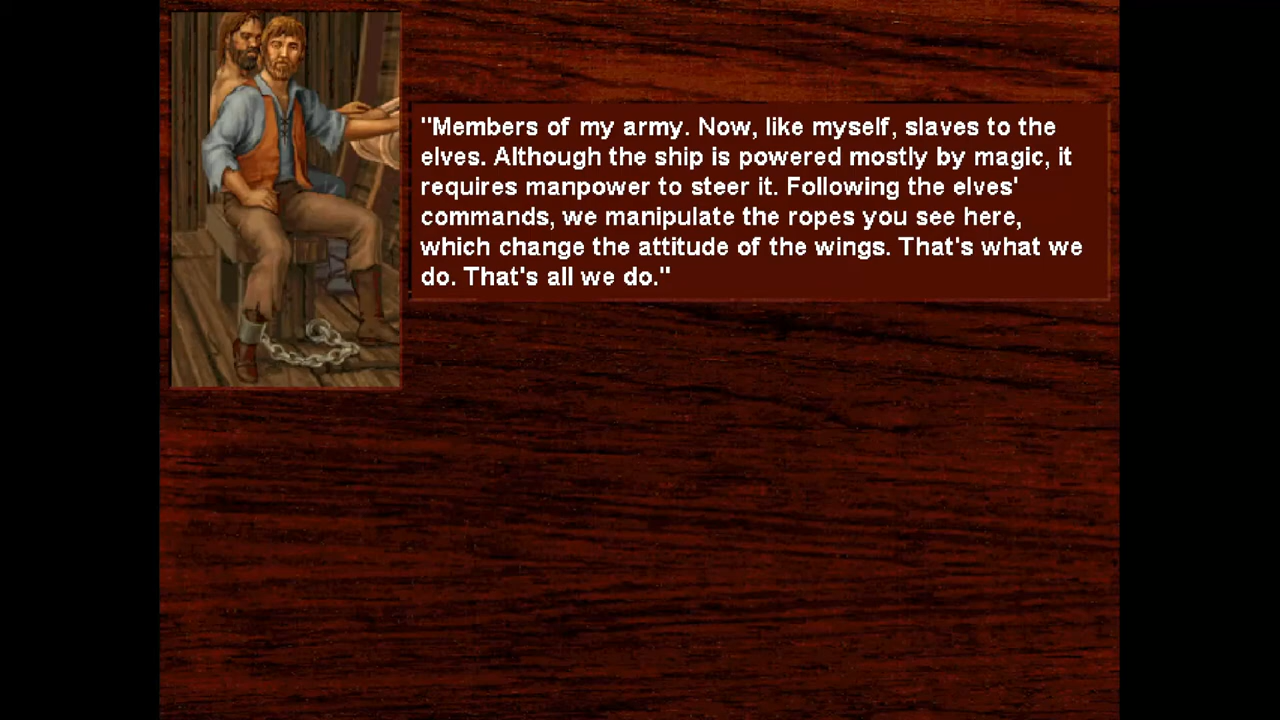 "Members of my army. Now, like myself, slaves to the
elves. Although the ship is powered mostly by magic, it
requires manpower to steer it. Following the elves'
commands, we manipulate the ropes you see here,
which change the attitude of the wings. That's what we
do. That's all we do."